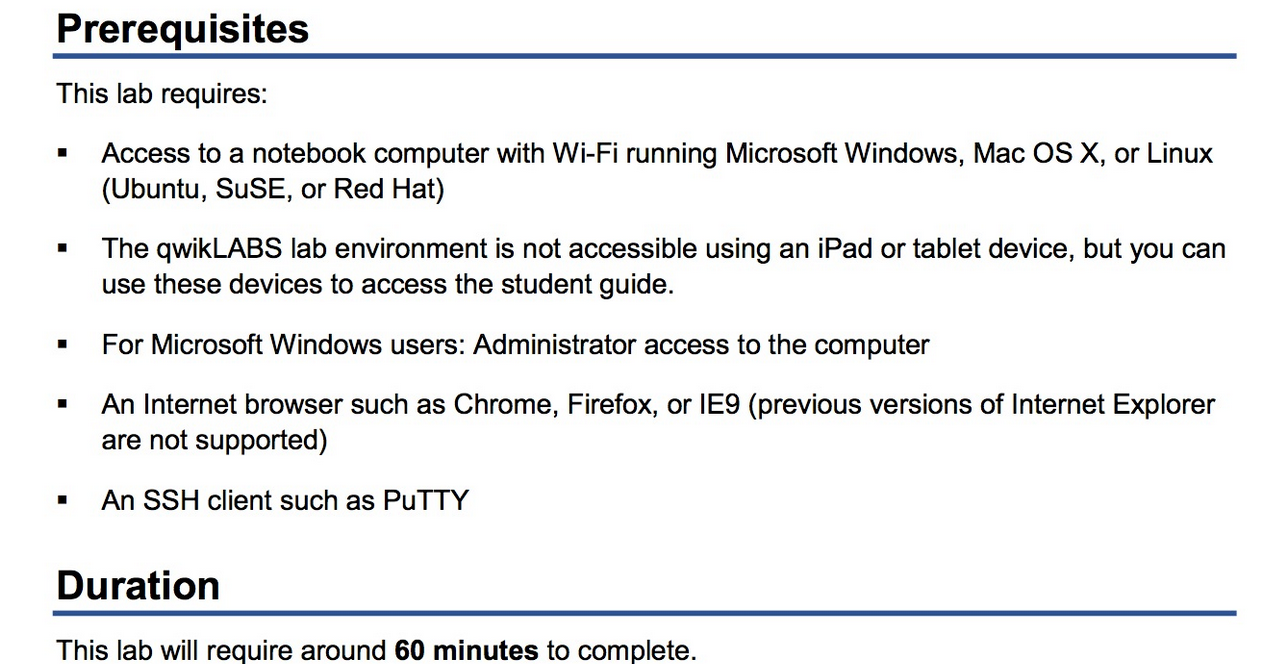 Prerequisites
This lab requires:
▪ Access to a notebook computer with Wi-Fi running Microsoft Windows, Mac OS X, or Linux
(Ubuntu, SuSE, or Red Hat)
▪ The qwikLABS lab environment is not accessible using an iPad or tablet device, but you can
use these devices to access the student guide.
▪ For Microsoft Windows users: Administrator access to the computer
▪ An Internet browser such as Chrome, Firefox, or IE9 (previous versions of Internet Explorer
are not supported)
▪ An SSH client such as PuTTY
Duration
This lab will require around 60 minutes to complete.